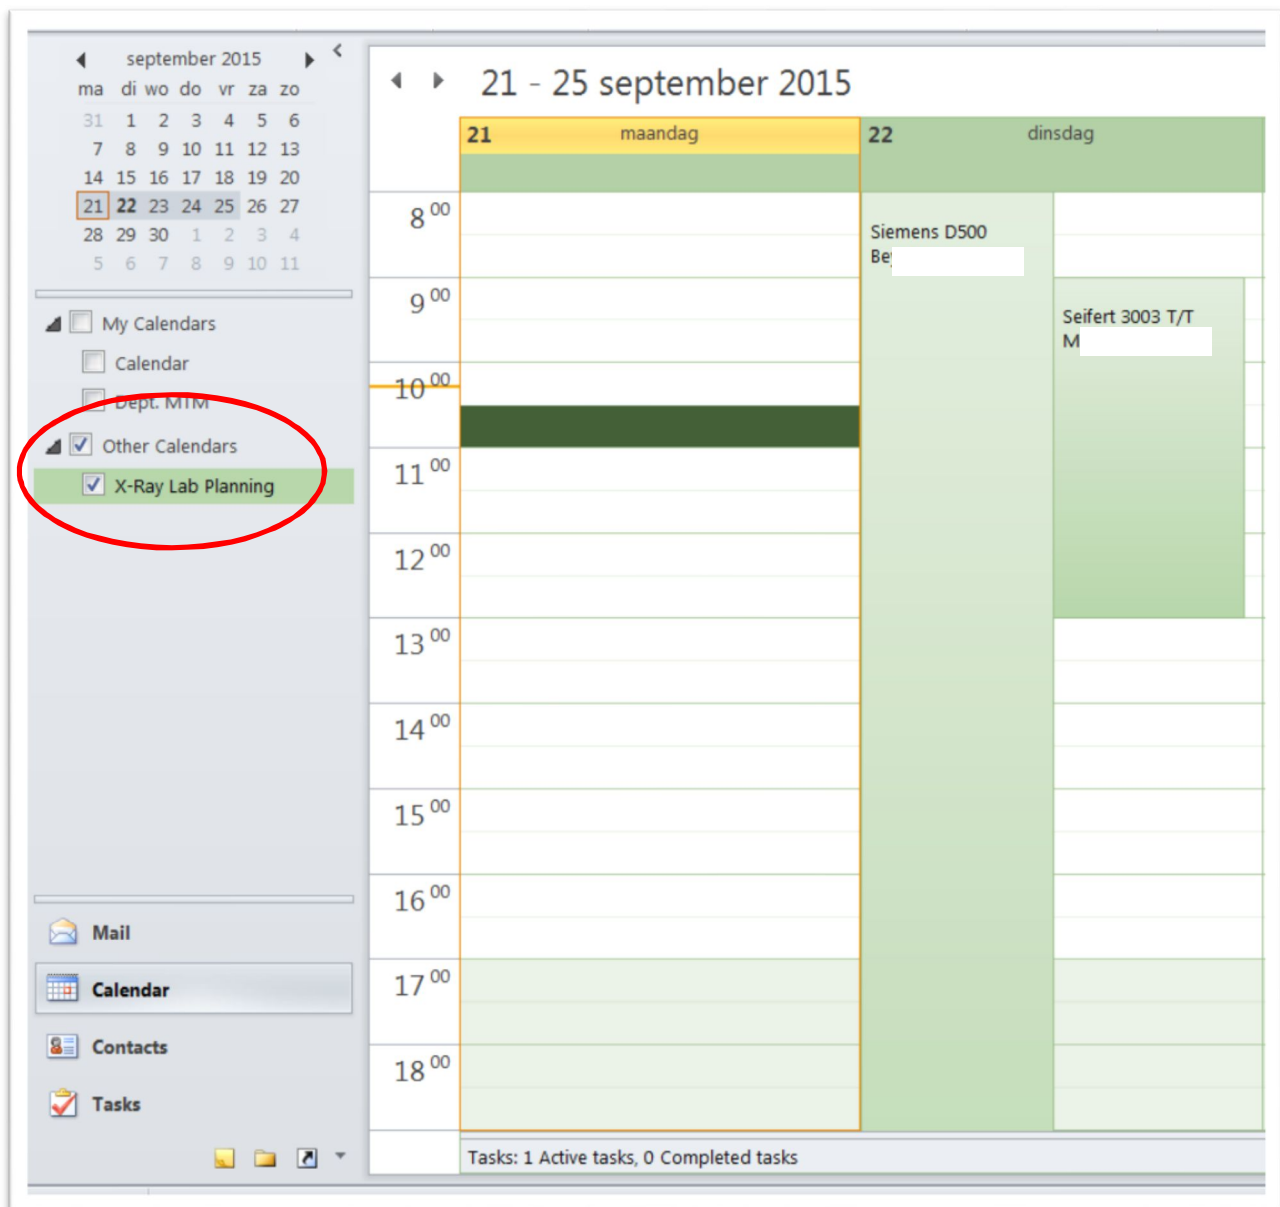 september 2015
ma di wo do vr za zo
31 1 2 3 4 5 6
7 8 9 10 11 12 13
14 15 16 17 18 19 20
21 22 23 24 25 26 27
28 29 30 1 2 3 4
5 6 7 8 9 10 11
My Calendars
Calendar
Dept. MTM
Other Calendars
X-Ray Lab Planning
Mail
Calendar
Contacts
Tasks
21 - 25 september 2015
21 maandag
22 dinsdag
8 00
9 00
10 00
11 00
12 00
13 00
14 00
15 00
16 00
17 00
18 00
Siemens D500
Seifert 3003 T/T
M
Tasks: 1 Active tasks, 0 Completed tasks